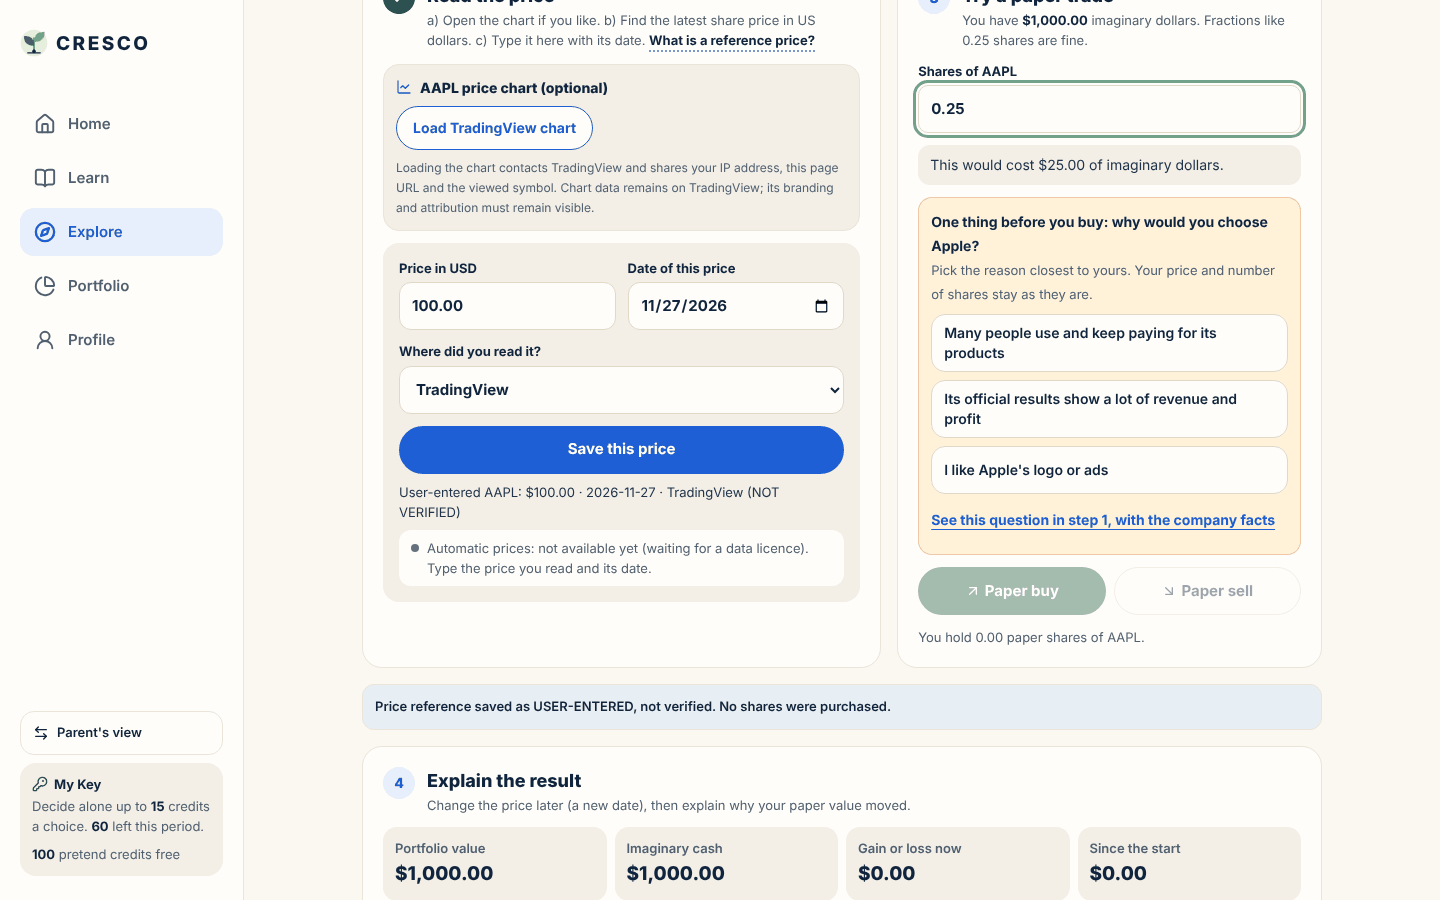 CRESCO
Home
Learn
Explore
Portfolio
Profile
Parent's view
My Key
Decide alone up to 15 credits
a choice. 60 left this period.
100 pretend credits free
a) Open the chart if you like. b) Find the latest share price in US
dollars. c) Type it here with its date. What is a reference price?
AAPL price chart (optional)
Load TradingView chart
Loading the chart contacts TradingView and shares your IP address, this page
URL and the viewed symbol. Chart data remains on TradingView; its branding
and attribution must remain visible.
Price in USD
Date of this price
100.00
11/27/2026
Where did you read it?
TradingView
Save this price
User-entered AAPL: $100.00 · 2026-11-27 · TradingView (NOT
VERIFIED)
Automatic prices: not available yet (waiting for a data licence).
Type the price you read and its date.
You have $1,000.00 imaginary dollars. Fractions like
0.25 shares are fine.
Shares of AAPL
0.25
This would cost $25.00 of imaginary dollars.
One thing before you buy: why would you choose
Apple?
Pick the reason closest to yours. Your price and number
of shares stay as they are.
Many people use and keep paying for its
products
Its official results show a lot of revenue and
profit
I like Apple's logo or ads
See this question in step 1, with the company facts
Paper buy
Paper sell
You hold 0.00 paper shares of AAPL.
Price reference saved as USER-ENTERED, not verified. No shares were purchased.
4
Explain the result
Change the price later (a new date), then explain why your paper value moved.
Portfolio value
$1,000.00
Imaginary cash
$1,000.00
Gain or loss now
$0.00
Since the start
$0.00